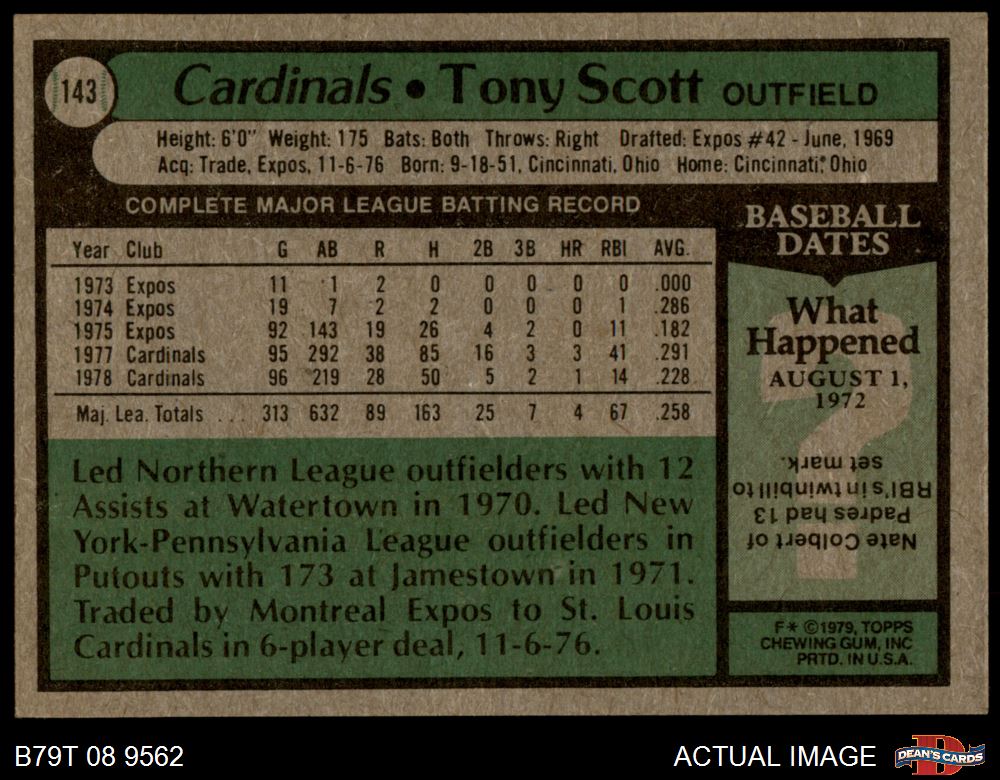 143
Cardinals • Tony Scott OUTFIELD
Height: 6'0" Weight: 175 Bats: Both Throws: Right Drafted: Expos #42 - June, 1969
Acq: Trade, Expos, 11-6-76 Born: 9-18-51, Cincinnati, Ohio Home: Cincinnati, Ohio
COMPLETE MAJOR LEAGUE BATTING RECORD
Year Club G AB R H 2B 3B HR RBI AVG.
1973 Expos 11 1 2 0 0 0 0 0 .000
1974 Expos 19 7 2 2 0 0 0 1 .286
1975 Expos 92 143 19 26 4 2 0 11 .182
1977 Cardinals 95 292 38 85 16 3 3 41 .291
1978 Cardinals 96 219 28 50 5 2 1 14 .228
Maj. Lea. Totals ... 313 632 89 163 25 7 4 67 .258
Led Northern League outfielders with 12
Assists at Watertown in 1970. Led New
York-Pennsylvania League outfielders in
Putouts with 173 at Jamestown in 1971.
Traded by Montreal Expos to St. Louis
Cardinals in 6-player deal, 11-6-76.
BASEBALL
DATES
What
Happened
AUGUST 1,
1972
Nate Colbert of
Padres had 13
RBI's in twinbill to
set mark.
F* ©1979, TOPPS
CHEWING GUM, INC
PRTD. IN U.S.A.
B79T 08 9562
ACTUAL IMAGE
DEAN'S CARDS